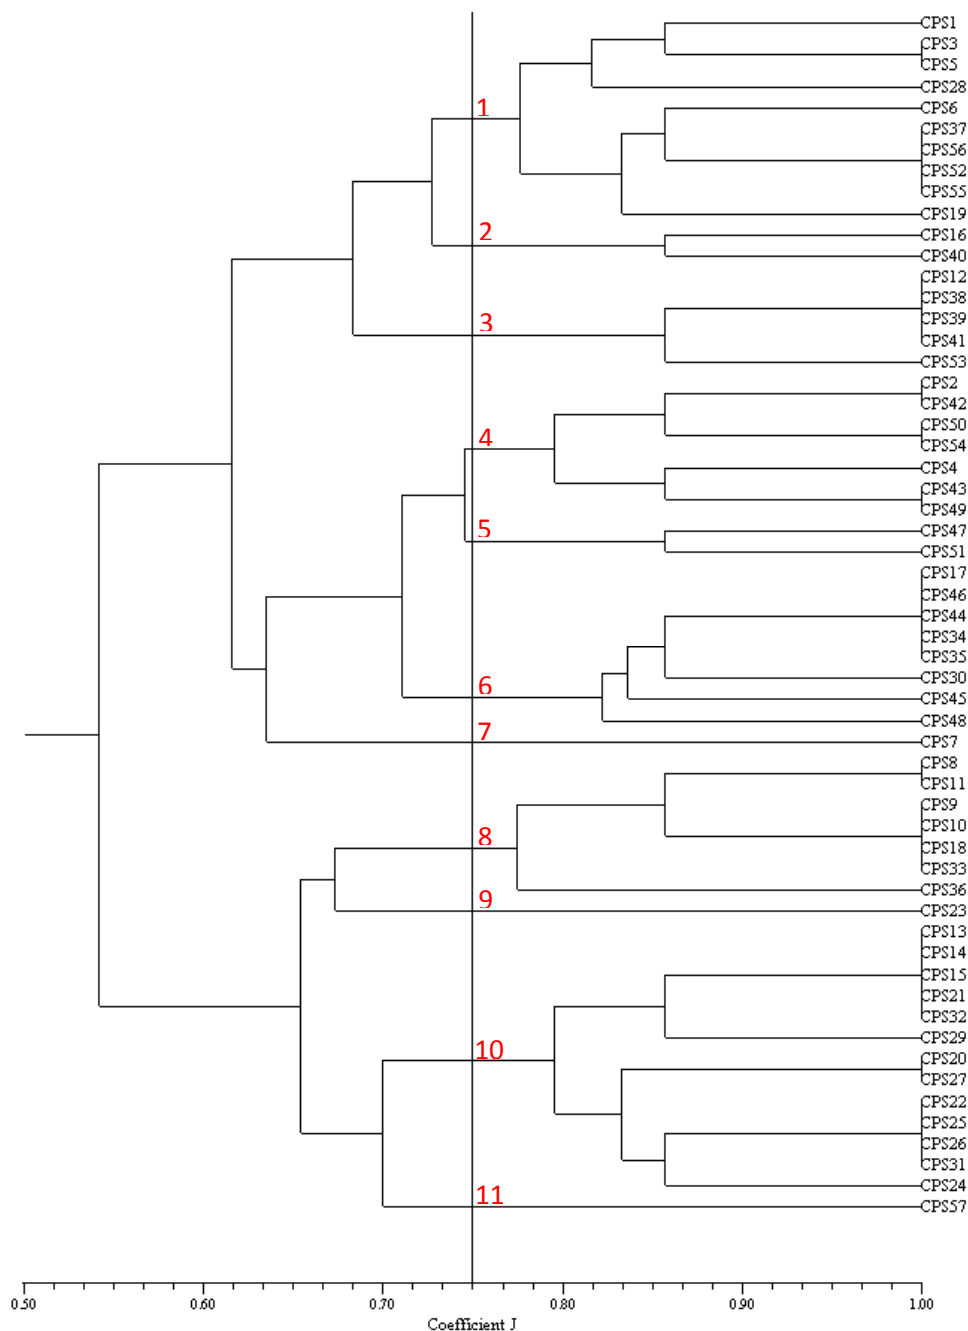 CPS1
CPS3
CPS5
CPS28
1
CPS6
CPS37
CPS56
CPS52
CPS55
CPS19
2
CPS16
CPS40
CPS12
CPS38
3
CPS39
CPS41
CPS53
CPS2
CPS42
CPS50
4
CPS54
CPS4
CPS43
CPS49
5
CPS47
CPS51
CPS17
CPS46
CPS44
CPS34
CPS35
CPS30
6
CPS45
CPS48
7
CPS7
CPS8
CPS11
CPS9
CPS10
8
CPS18
CPS33
CPS36
9
CPS23
CPS13
CPS14
CPS15
CPS21
CPS32
CPS29
10
CPS20
CPS27
CPS22
CPS25
CPS26
CPS31
CPS24
11
CPS57
0.50 0.60 0.70 0.80 0.90 1.00
Coefficient J